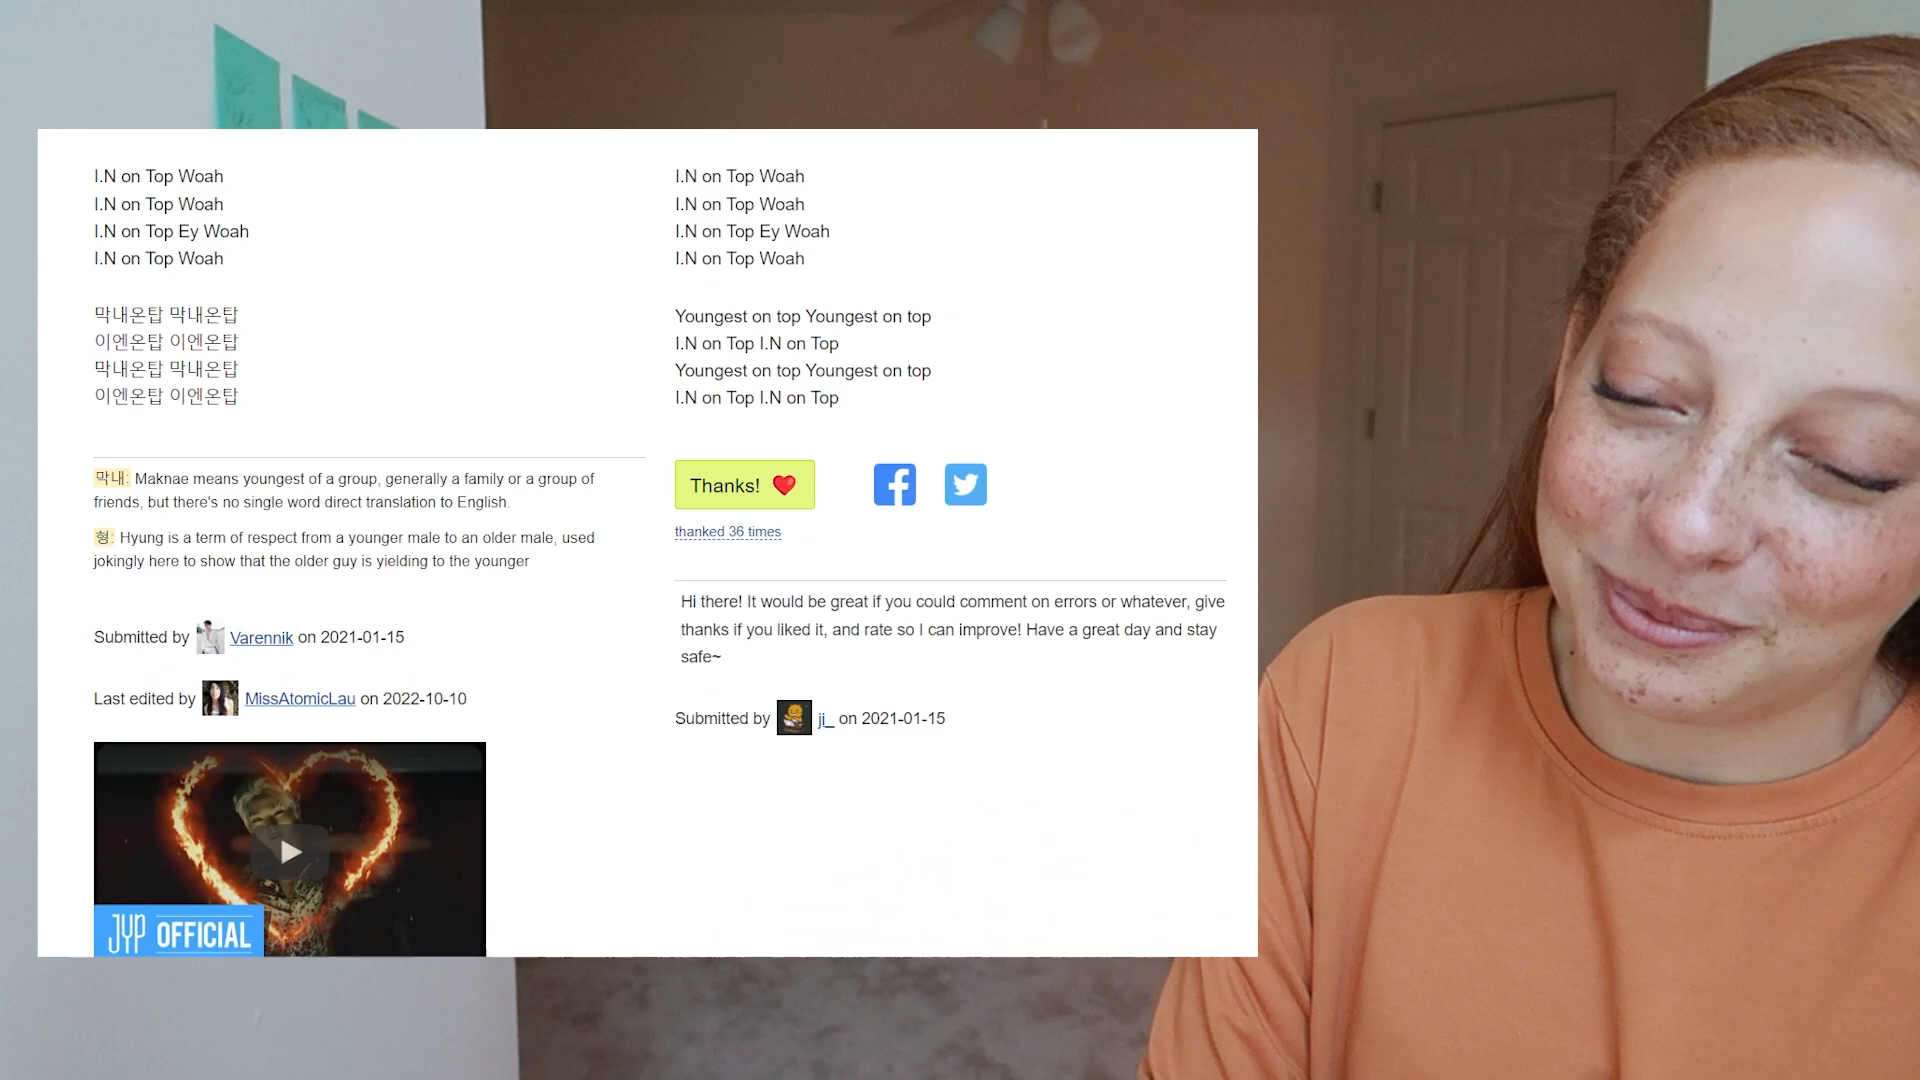 I.N on Top Woah
I.N on Top Woah
I.N on Top Ey Woah
I.N on Top Woah
막내온탑 막내온탑
이엔온탑 이엔온탑
막내온탑 막내온탑
이엔온탑 이엔온탑
막내: Maknae means youngest of a group, generally a family or a group of
friends, but there's no single word direct translation to English.
형: Hyung is a term of respect from a younger male to an older male, used
jokingly here to show that the older guy is yielding to the younger
Submitted by Varennik on 2021-01-15
Last edited by MissAtomicLau on 2022-10-10
JYP OFFICIAL
I.N on Top Woah
I.N on Top Woah
I.N on Top Ey Woah
I.N on Top Woah
Youngest on top Youngest on top
I.N on Top I.N on Top
Youngest on top Youngest on top
I.N on Top I.N on Top
Thanks!
thanked 36 times
Hi there! It would be great if you could comment on errors or whatever, give
thanks if you liked it, and rate so I can improve! Have a great day and stay
safe~
Submitted by ji_ on 2021-01-15